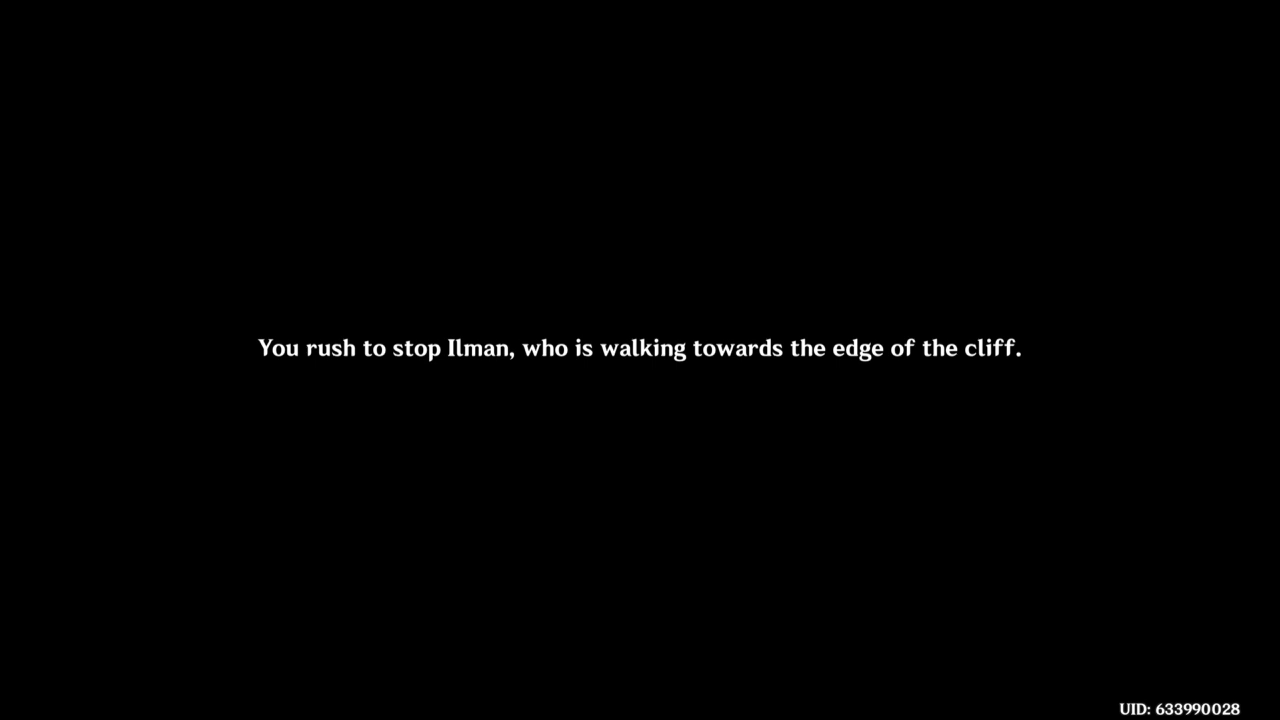 You rush to stop Ilman, who is walking towards the edge of the cliff.
UID: 633990028